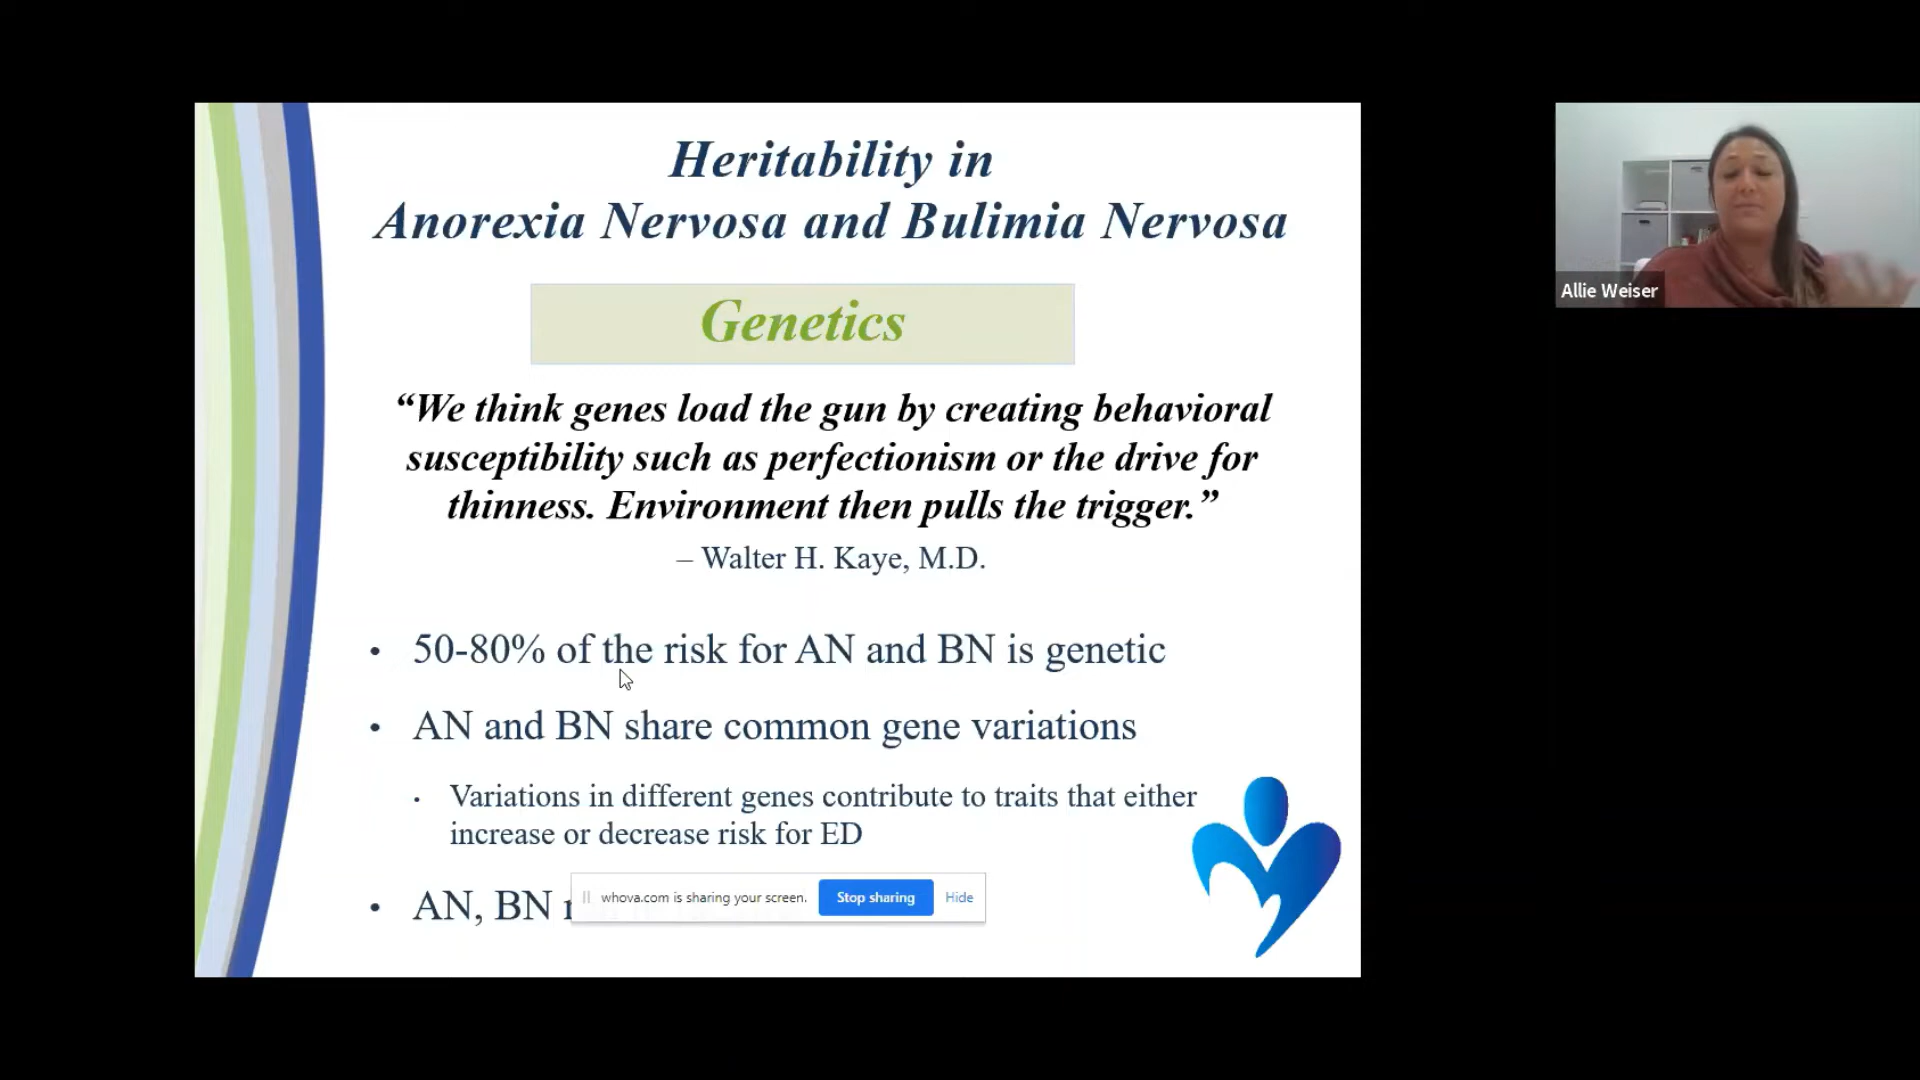 Heritability in
Anorexia Nervosa and Bulimia Nervosa
Genetics
“We think genes load the gun by creating behavioral
susceptibility such as perfectionism or the drive for
thinness. Environment then pulls the trigger.”
– Walter H. Kaye, M.D.
• 50-80% of the risk for AN and BN is genetic
• AN and BN share common gene variations
• Variations in different genes contribute to traits that either
increase or decrease risk for ED
• AN, BN
whova.com is sharing your screen. Stop sharing Hide
Allie Weiser